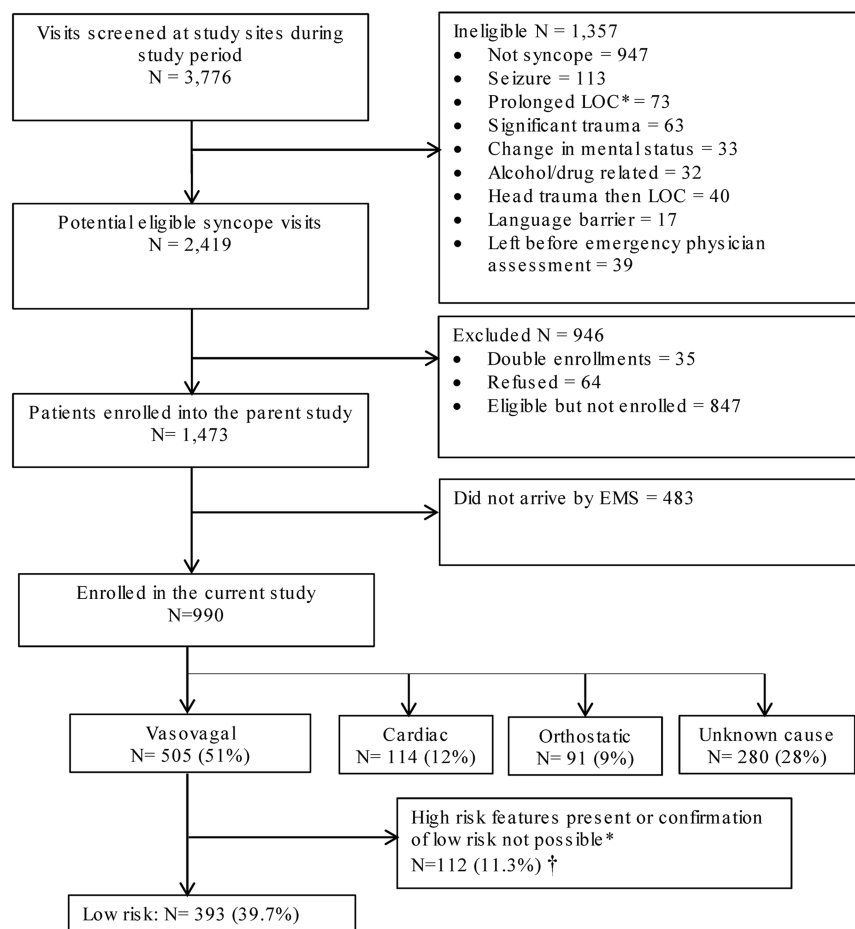 Visits screened at study sites during
study period
N = 3,776
Ineligible N = 1,357
• Not syncope = 947
• Seizure = 113
• Prolonged LOC* = 73
• Significant trauma = 63
• Change in mental status = 33
• Alcohol/drug related = 32
• Head trauma then LOC = 40
• Language barrier = 17
• Left before emergency physician
assessment = 39
Potential eligible syncope visits
N = 2,419
Excluded N = 946
• Double enrollments = 35
• Refused = 64
• Eligible but not enrolled = 847
Patients enrolled into the parent study
N= 1,473
Did not arrive by EMS = 483
Enrolled in the current study
N=990
Vasovagal
N= 505 (51%)
Cardiac
N= 114 (12%)
Orthostatic
N= 91 (9%)
Unknown cause
N= 280 (28%)
High risk features present or confirmation
of low risk not possible*
N=112 (11.3%) †
Low risk: N= 393 (39.7%)